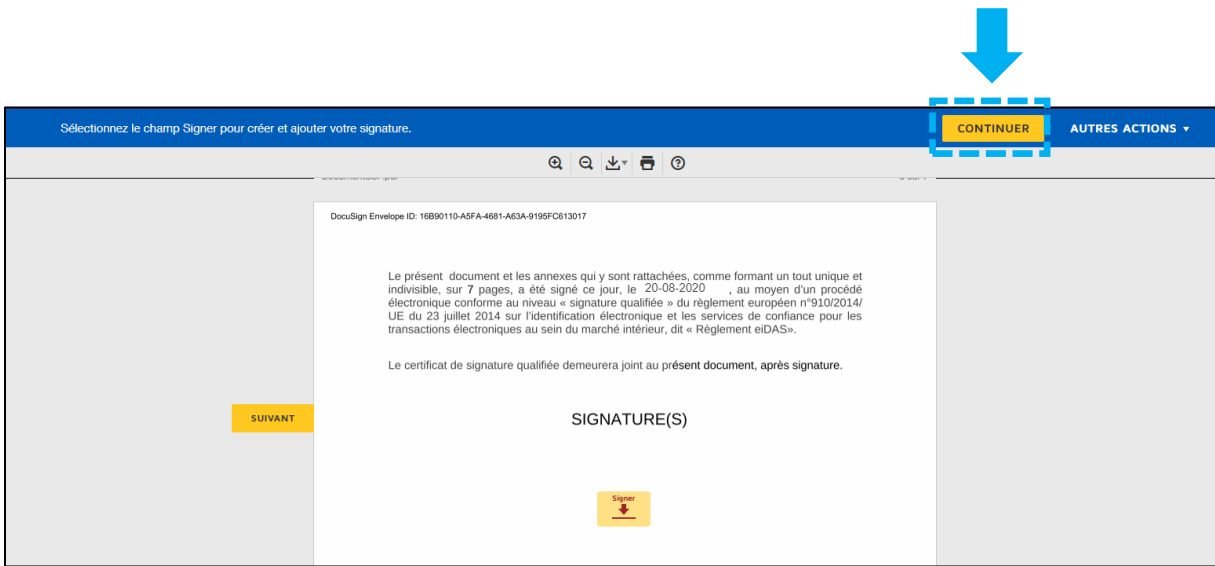 Sélectionnez le champ Signer pour créer et ajouter votre signature.
CONTINUER
AUTRES ACTIONS
DocuSign Envelope ID: 16B90110-A5FA-4681-A63A-9195FC613017
Le présent document et les annexes qui y sont rattachées, comme formant un tout unique et
indivisible, sur 7 pages, a été signé ce jour, le 20-08-2020 , au moyen d'un procédé
électronique conforme au niveau « signature qualifiée » du règlement européen n°910/2014/
UE du 23 juillet 2014 sur l'identification électronique et les services de confiance pour les
transactions électroniques au sein du marché intérieur, dit « Règlement eiDAS».
Le certificat de signature qualifiée demeurera joint au présent document, après signature.
SUIVANT
SIGNATURE(S)
Signer